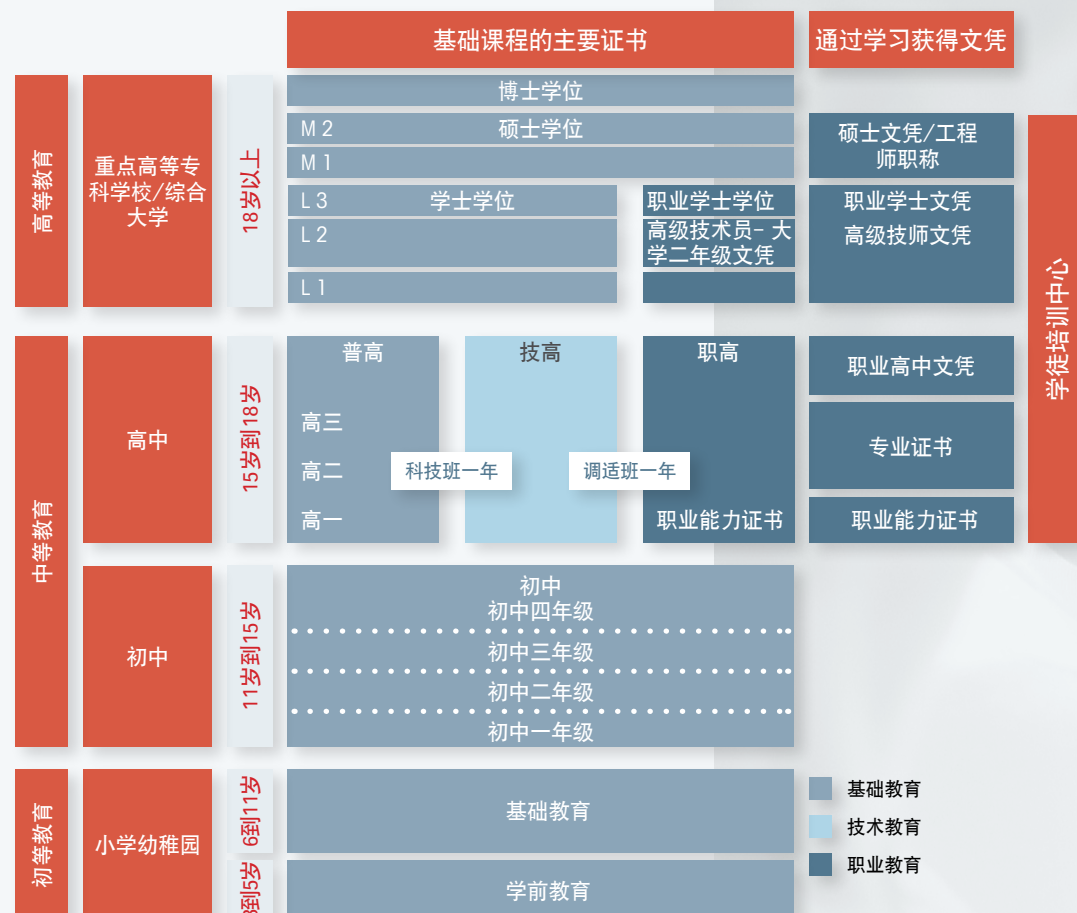 基础课程的主要证书
通过学习获得文凭
高等教育
重点高等专
科学校/综合
大学
18岁以上
博士学位
M 2
硕士学位
M 1
L 3
学士学位
L 2
L 1
职业学士学位
高级技术员- 大
学二年级文凭
硕士文凭/工程
师职称
职业学士文凭
高级技师文凭
学徒培训中心
中等教育
高中
15岁到18岁
普高
高三
高二
高一
科技班一年
技高
调适班一年
职高
职业能力证书
职业高中文凭
专业证书
职业能力证书
初中
11岁到15岁
初中
初中四年级
初中三年级
初中二年级
初中一年级
初等教育
小学幼稚园
6到11岁
基础教育
3到5岁
学前教育
基础教育
技术教育
职业教育